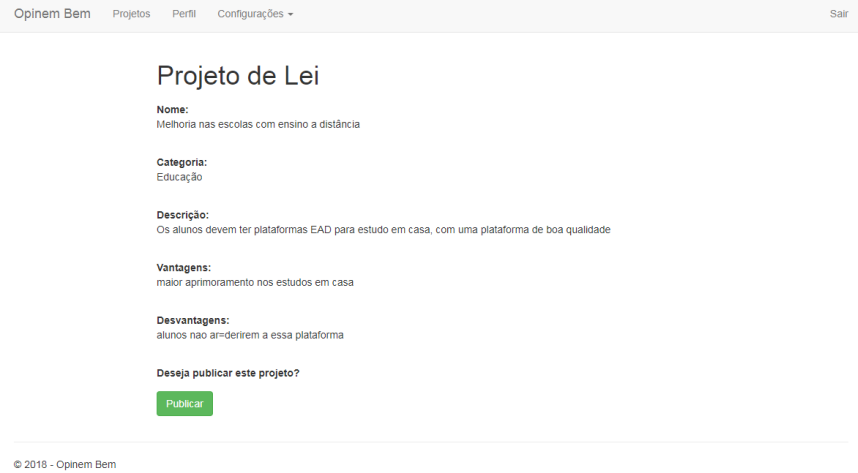 Opinem Bem Projetos Perfil Configurações Sair
Projeto de Lei
Nome:
Melhoria nas escolas com ensino a distância
Categoria:
Educação
Descrição:
Os alunos devem ter plataformas EAD para estudo em casa, com uma plataforma de boa qualidade
Vantagens:
maior aprimoramento nos estudos em casa
Desvantagens:
alunos nao ar=derirem a essa plataforma
Deseja publicar este projeto?
Publicar
© 2018 - Opinem Bem